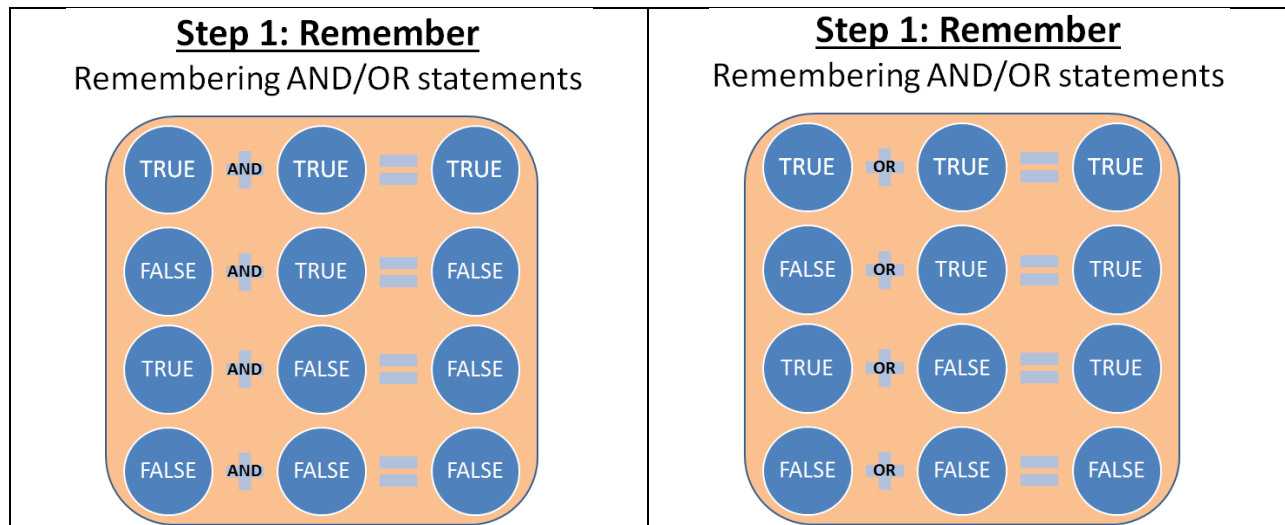 Step 1: Remember
Remembering AND/OR statements
TRUE AND TRUE = TRUE
FALSE AND TRUE = FALSE
TRUE AND FALSE = FALSE
FALSE AND FALSE = FALSE
Step 1: Remember
Remembering AND/OR statements
TRUE OR TRUE = TRUE
FALSE OR TRUE = TRUE
TRUE OR FALSE = TRUE
FALSE OR FALSE = FALSE